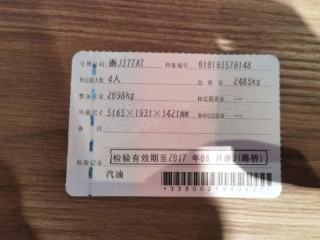 号牌号码 浙J377A1 档案编号 010193570148
核定载人数 4人 总质量 2485kg
整备质量 2098kg 核定载质量 --
外廓尺寸 5165×1931×1421mm 准牵引总质量 --
备注
检验记录 检验有效期至2017年08月浙J(路桥)
汽油